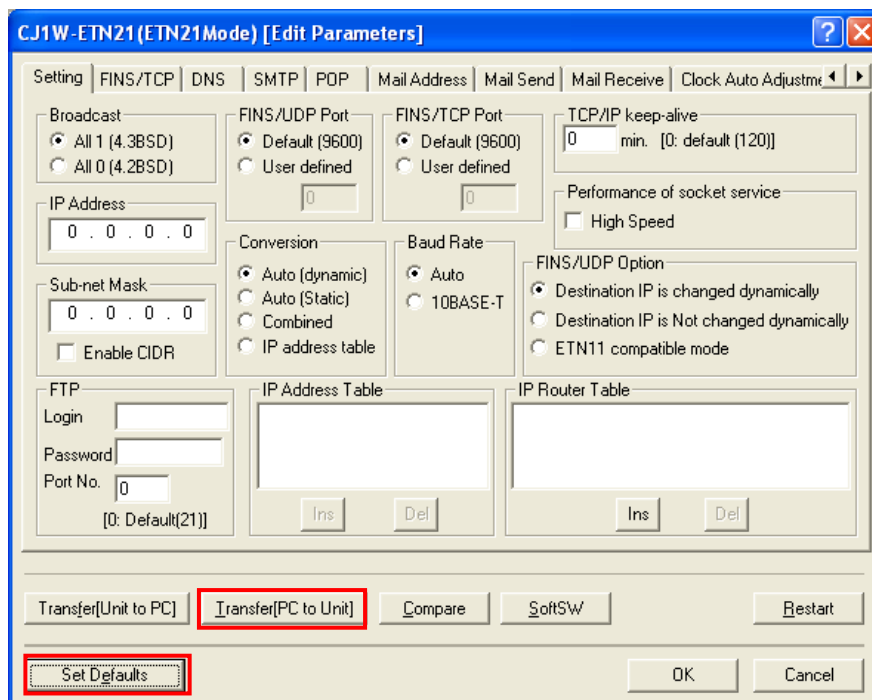 CJ1W-ETN21(ETN21Mode) [Edit Parameters]
Setting FINS/TCP DNS SMTP POP Mail Address Mail Send Mail Receive Clock Auto Adjustme
Broadcast
All 1 (4.3BSD)
All 0 (4.2BSD)
IP Address
0 . 0 . 0 . 0
Sub-net Mask
0 . 0 . 0 . 0
Enable CIDR
FINS/UDP Port
Default (9600)
User defined
0
FINS/TCP Port
Default (9600)
User defined
0
TCP/IP keep-alive
0 min. [0: default (120)]
Performance of socket service
High Speed
Conversion
Auto (dynamic)
Auto (Static)
Combined
IP address table
Baud Rate
Auto
10BASE-T
FINS/UDP Option
Destination IP is changed dynamically
Destination IP is Not changed dynamically
ETN11 compatible mode
FTP
Login
Password
Port No. 0
[0: Default(21)]
IP Address Table
Ins Del
IP Router Table
Ins Del
Transfer[Unit to PC] Transfer[PC to Unit] Compare SoftSW Restart
Set Defaults OK Cancel